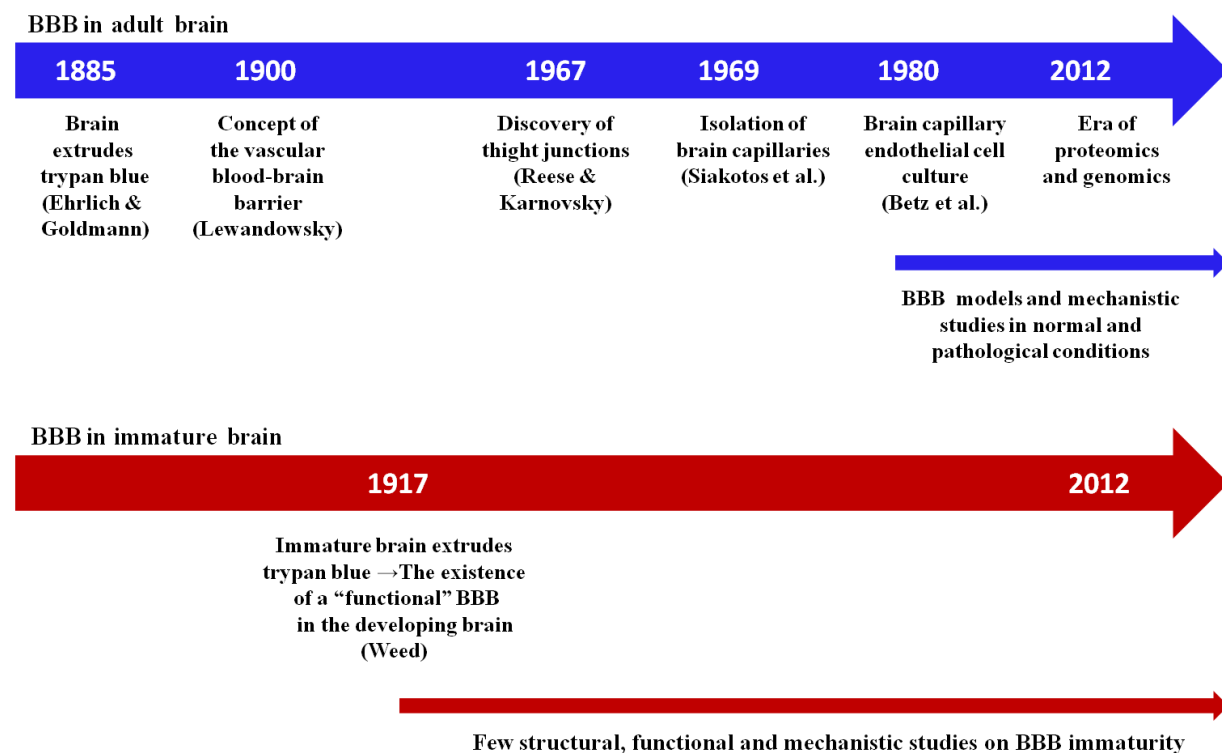 BBB in adult brain
1885 1900 1967 1969 1980 2012
Brain
extrudes
trypan blue
(Ehrlich &
Goldmann)
Concept of
the vascular
blood-brain
barrier
(Lewandowsky)
Discovery of
thight junctions
(Reese &
Karnovsky)
Isolation of
brain capillaries
(Siakotos et al.)
Brain capillary
endothelial cell
culture
(Betz et al.)
Era of
proteomics
and genomics
BBB models and mechanistic
studies in normal and
pathological conditions
BBB in immature brain
1917 2012
Immature brain extrudes
trypan blue →The existence
of a “functional” BBB
in the developing brain
(Weed)
Few structural, functional and mechanistic studies on BBB immaturity